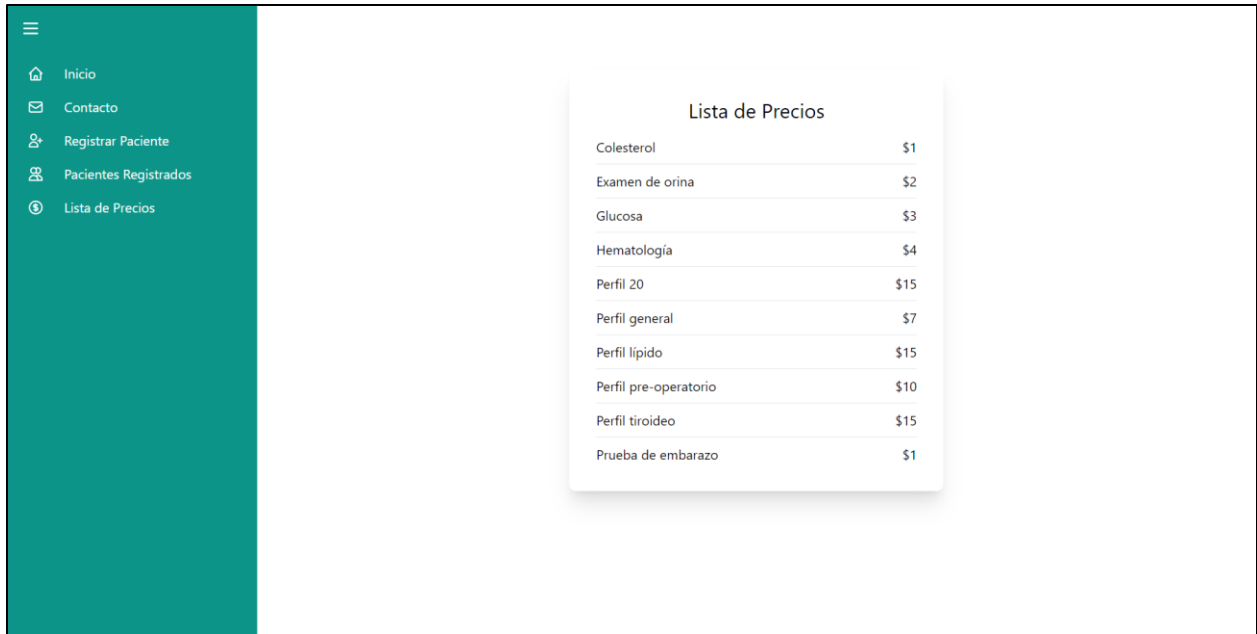 Inicio
Contacto
Registrar Paciente
Pacientes Registrados
Lista de Precios
Lista de Precios
Colesterol $1
Examen de orina $2
Glucosa $3
Hematología $4
Perfil 20 $15
Perfil general $7
Perfil lípido $15
Perfil pre-operatorio $10
Perfil tiroideo $15
Prueba de embarazo $1